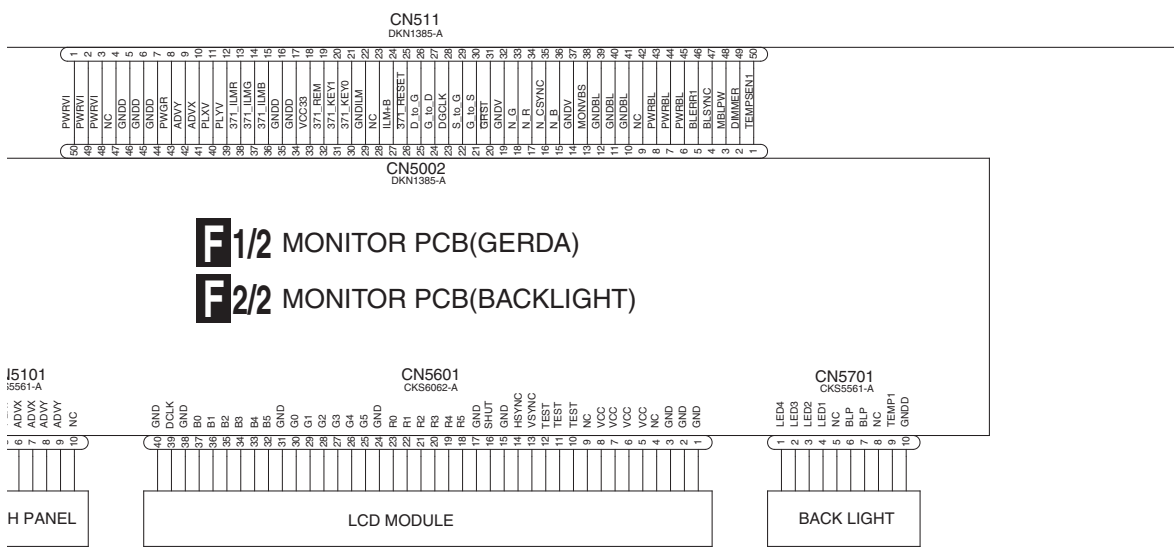 CN511
DKN1385-A
1 2 3 4 5 6 7 8 9 10 11 12 13 14 15 16 17 18 19 20 21 22 23 24 25 26 27 28 29 30 31 32 33 34 35 36 37 38 39 40 41 42 43 44 45 46 47 48 49 50
PWRVI
PWRVI
PWRVI
NC
GNDD
GNDD
GNDD
PWGR
ADVY
ADVX
PLXV
PLYV
371_ILMR
371_ILMG
371_ILMB
GNDD
GNDD
VCC33
371_REM
371_KEY1
371_KEY0
GNDILM
NC
ILM+B
371_RESET
D_to_G
G_to_D
DGCLK
S_to_G
G_to_S
GRST
GNDV
N_G
N_R
N_CSYNC
N_B
GNDV
MONVBS
GNDBL
GNDBL
GNDBL
NC
PWRBL
PWRBL
PWRBL
BLERR1
BLSYNC
MBLPW
DIMMER
TEMPSEN1
50 49 48 47 46 45 44 43 42 41 40 39 38 37 36 35 34 33 32 31 30 29 28 27 26 25 24 23 22 21 20 19 18 17 16 15 14 13 12 11 10 9 8 7 6 5 4 3 2 1
CN5002
DKN1385-A
F 1/2 MONITOR PCB(GERDA)
F 2/2 MONITOR PCB(BACKLIGHT)
5101
5561-A
ADVX
ADVX
ADVY
ADVY
NC
6 7 8 9 10
H PANEL
CN5601
CKS6062-A
GND
DCLK
GND
B0
B1
B2
B3
B4
B5
GND
G0
G1
G2
G3
G4
G5
GND
R0
R1
R2
R3
R4
R5
GND
SHUT
GND
HSYNC
VSYNC
TEST
TEST
TEST
NC
VCC
VCC
VCC
VCC
NC
GND
GND
GND
40 39 38 37 36 35 34 33 32 31 30 29 28 27 26 25 24 23 22 21 20 19 18 17 16 15 14 13 12 11 10 9 8 7 6 5 4 3 2 1
LCD MODULE
CN5701
CKS5561-A
LED4
LED3
LED2
LED1
NC
BLP
BLP
NC
TEMP1
GNDD
1 2 3 4 5 6 7 8 9 10
BACK LIGHT